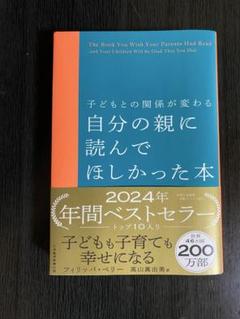 The Book You Wish Your Parents Had Read
(and Your Children Will Be Glad That You Did)
子どもとの関係が変わる
自分の親に
読んで
ほしかった本
2024年
年間ベストセラー
トップ10入り
世界
46カ国
200
万部
子どもも子育ても
幸せになる
フィリッパ・ペリー 高山真由美 訳